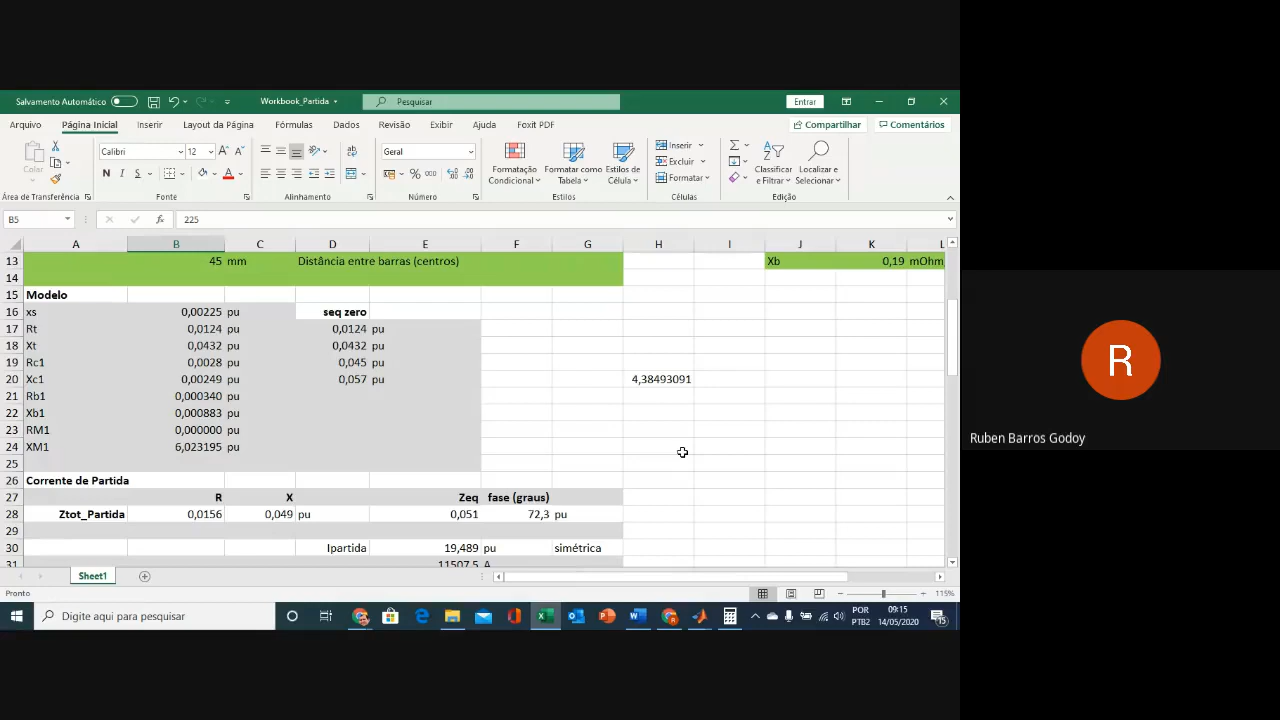 Salvamento Automático
Workbook_Partida
Pesquisar
Entrar
Arquivo Página Inicial Inserir Layout da Página Fórmulas Dados Revisão Exibir Ajuda Foxit PDF Compartilhar Comentários
Colar
Calibri 12
N I S
Geral
% 000
Formatação Condicional
Formatar como Tabela
Estilos de Célula
Inserir
Excluir
Formatar
Classificar e Filtrar
Localizar e Selecionar
Área de Transferência Fonte Alinhamento Número Estilos Células Edição
B5 fx 225
A B C D E F G H I J K L
13 45 mm Distância entre barras (centros) Xb 0,19 mOhm
14
15 Modelo
16 xs 0,00225 pu seq zero
17 Rt 0,0124 pu 0,0124 pu
18 Xt 0,0432 pu 0,0432 pu
19 Rc1 0,0028 pu 0,045 pu
20 Xc1 0,00249 pu 0,057 pu 4,38493091
21 Rb1 0,000340 pu
22 Xb1 0,000883 pu
23 RM1 0,000000 pu
24 XM1 6,023195 pu
25
26 Corrente de Partida
27 R X Zeq fase (graus)
28 Ztot_Partida 0,0156 0,049 pu 0,051 72,3 pu
29
30 Ipartida 19,489 pu simétrica
31 11507,5 A
Sheet1
Pronto
115%
Digite aqui para pesquisar
POR
PTB2
09:15
14/05/2020
15
R
Ruben Barros Godoy